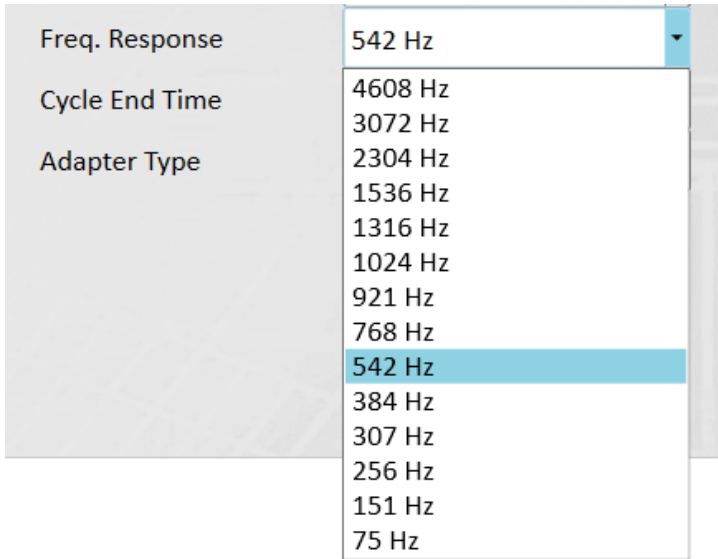 Freq. Response
542 Hz
Cycle End Time
Adapter Type
4608 Hz
3072 Hz
2304 Hz
1536 Hz
1316 Hz
1024 Hz
921 Hz
768 Hz
542 Hz
384 Hz
307 Hz
256 Hz
151 Hz
75 Hz